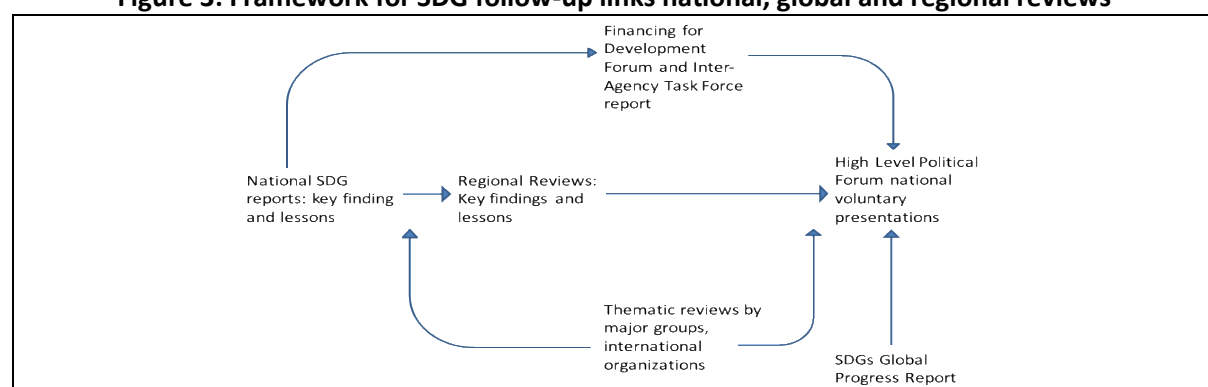 Figure 3: Framework for SDG follow-up links national, global and regional reviews
Financing for
Development
Forum and Inter-
Agency Task Force
report
National SDG
reports: key finding
and lessons
Regional Reviews:
Key findings and
lessons
High Level Political
Forum national
voluntary
presentations
Thematic reviews by
major groups,
international
organizations
SDGs Global
Progress Report